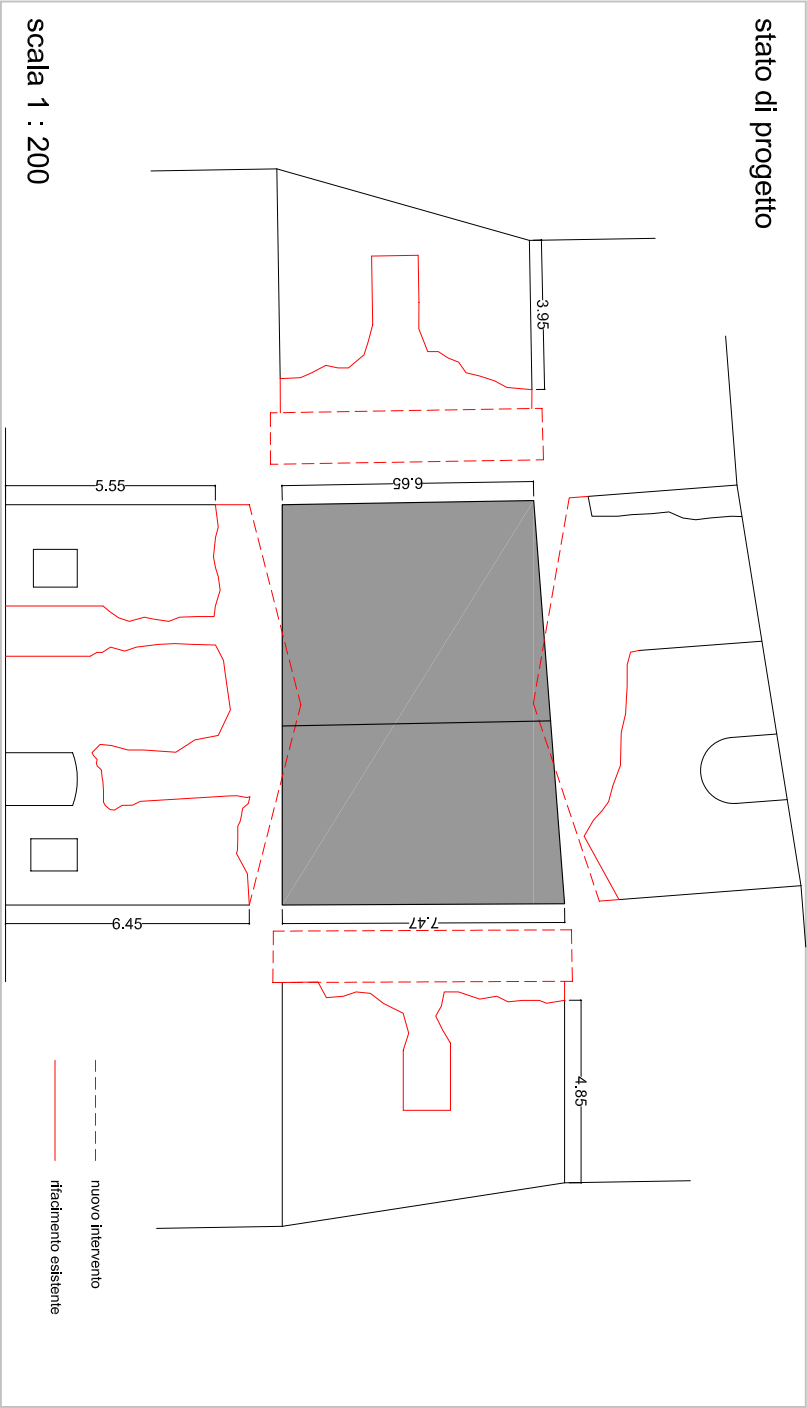 stato di progetto
3.95
6.65
5.55
7.47
6.45
4.85
nuovo intervento
rifacimento esistente
scala 1 : 200